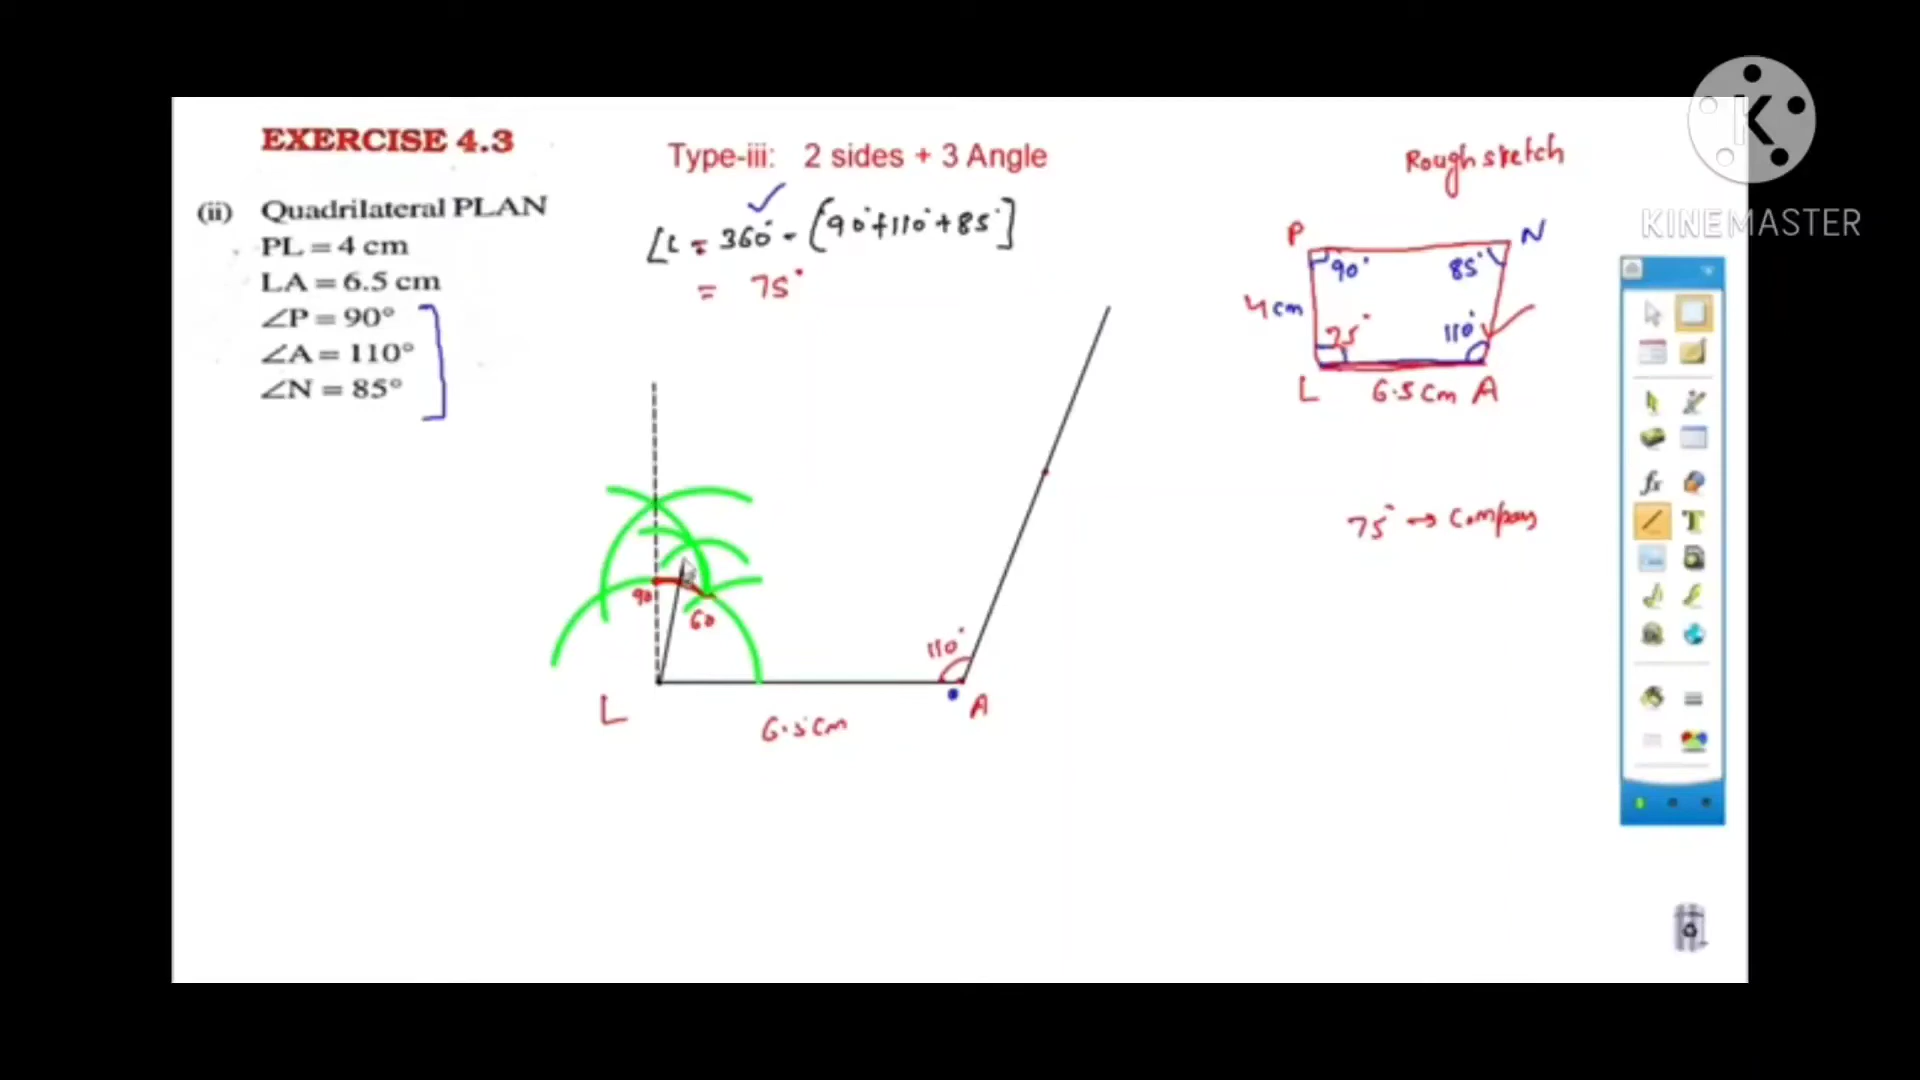 EXERCISE 4.3
(ii) Quadrilateral PLAN
PL = 4 cm
LA = 6.5 cm
∠P = 90°
∠A = 110°
∠N = 85°
Type-iii: 2 sides + 3 Angle
∠L = 360° - [90°+110°+85°]
= 75°
Rough sketch
P N
90° 85°
4cm
75° 110°
L 6.5cm A
75° → Compass
90 60
110°
L A
6.5cm
fx T
K
KINEMASTER